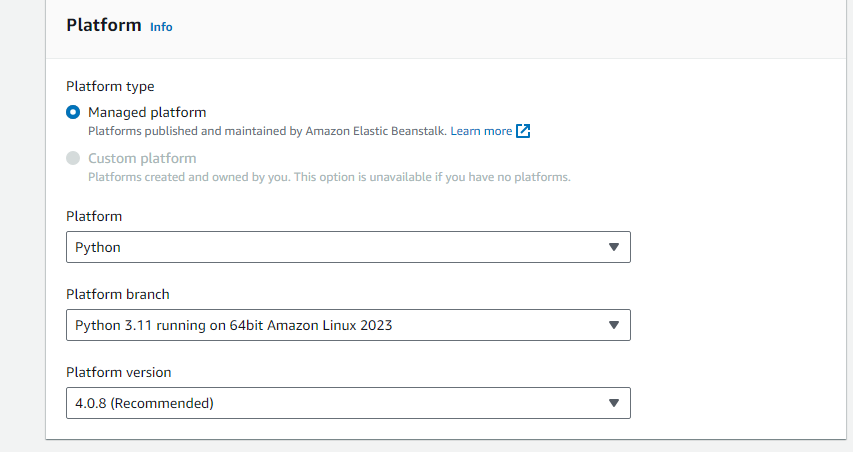 Platform Info
Platform type
Managed platform
Platforms published and maintained by Amazon Elastic Beanstalk. Learn more
Custom platform
Platforms created and owned by you. This option is unavailable if you have no platforms.
Platform
Python
Platform branch
Python 3.11 running on 64bit Amazon Linux 2023
Platform version
4.0.8 (Recommended)